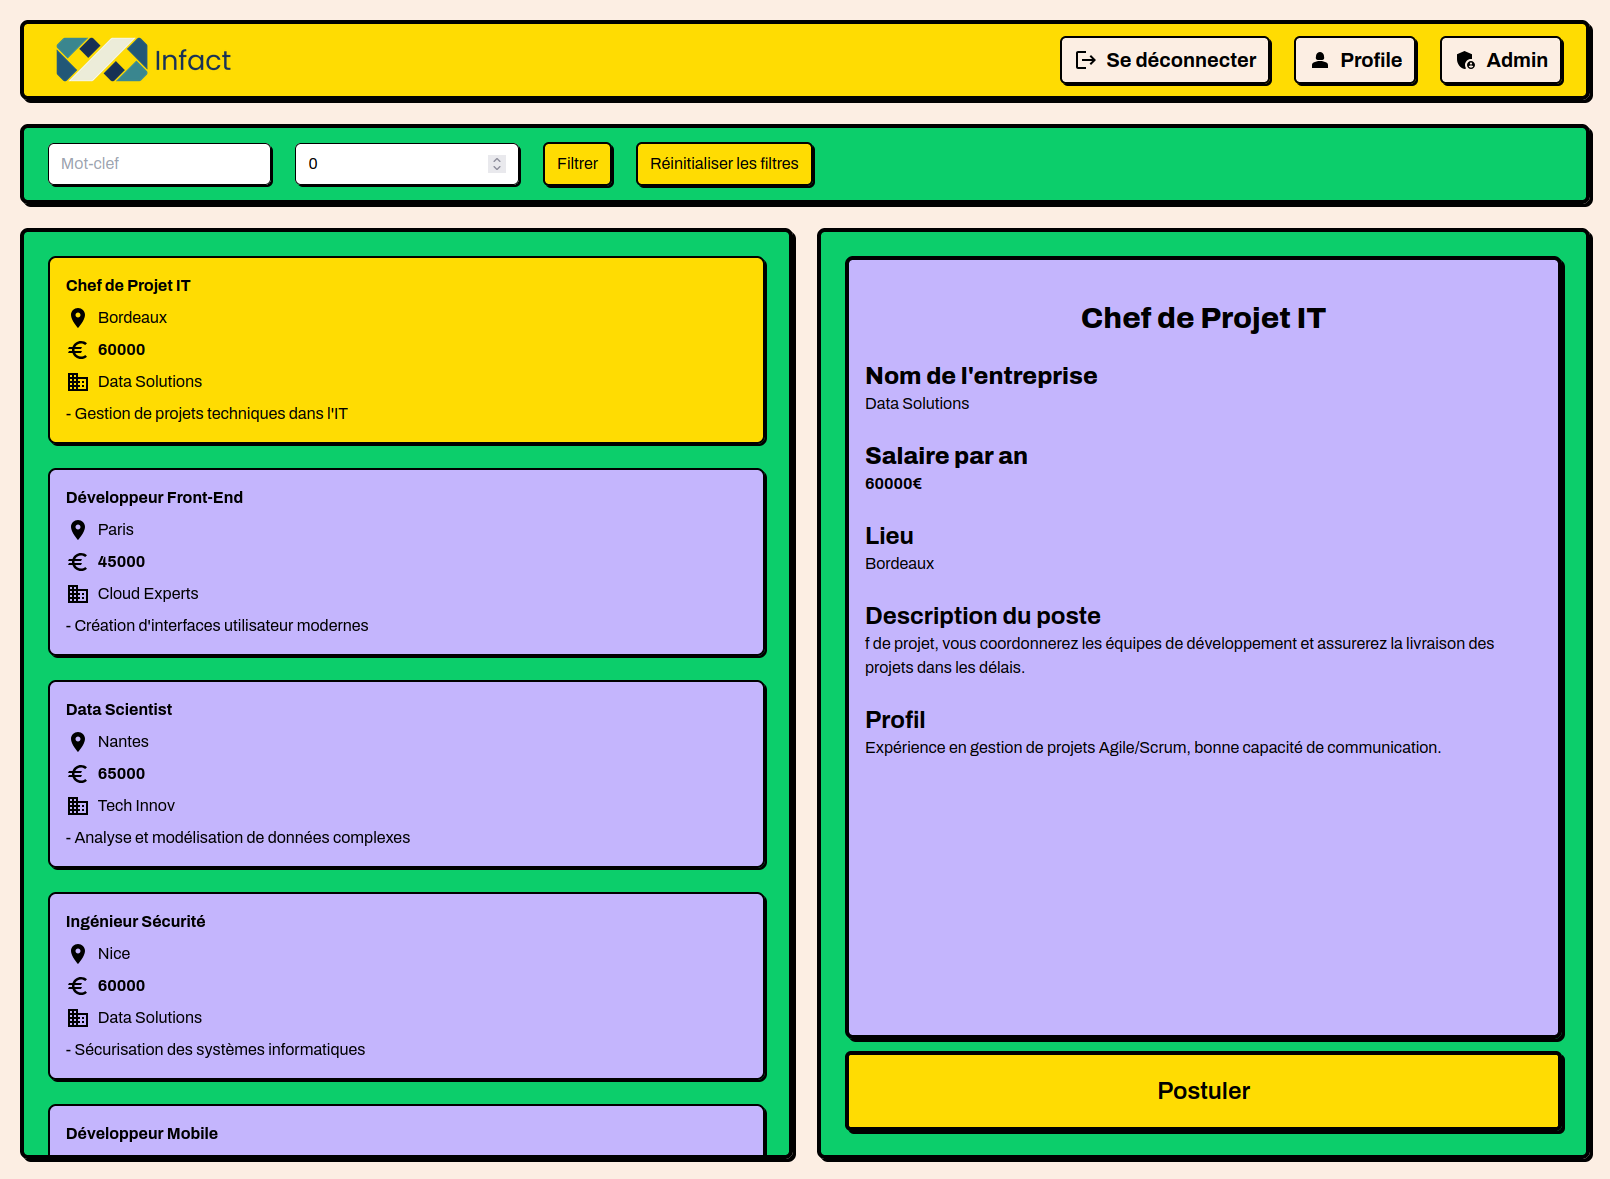 Infact
Se déconnecter
Profile
Admin
Mot-clef
0
Filtrer
Réinitialiser les filtres
Chef de Projet IT
Bordeaux
60000
Data Solutions
- Gestion de projets techniques dans l'IT
Développeur Front-End
Paris
45000
Cloud Experts
- Création d'interfaces utilisateur modernes
Data Scientist
Nantes
65000
Tech Innov
- Analyse et modélisation de données complexes
Ingénieur Sécurité
Nice
60000
Data Solutions
- Sécurisation des systèmes informatiques
Développeur Mobile
Chef de Projet IT
Nom de l'entreprise
Data Solutions
Salaire par an
60000€
Lieu
Bordeaux
Description du poste
f de projet, vous coordonnerez les équipes de développement et assurerez la livraison des
projets dans les délais.
Profil
Expérience en gestion de projets Agile/Scrum, bonne capacité de communication.
Postuler